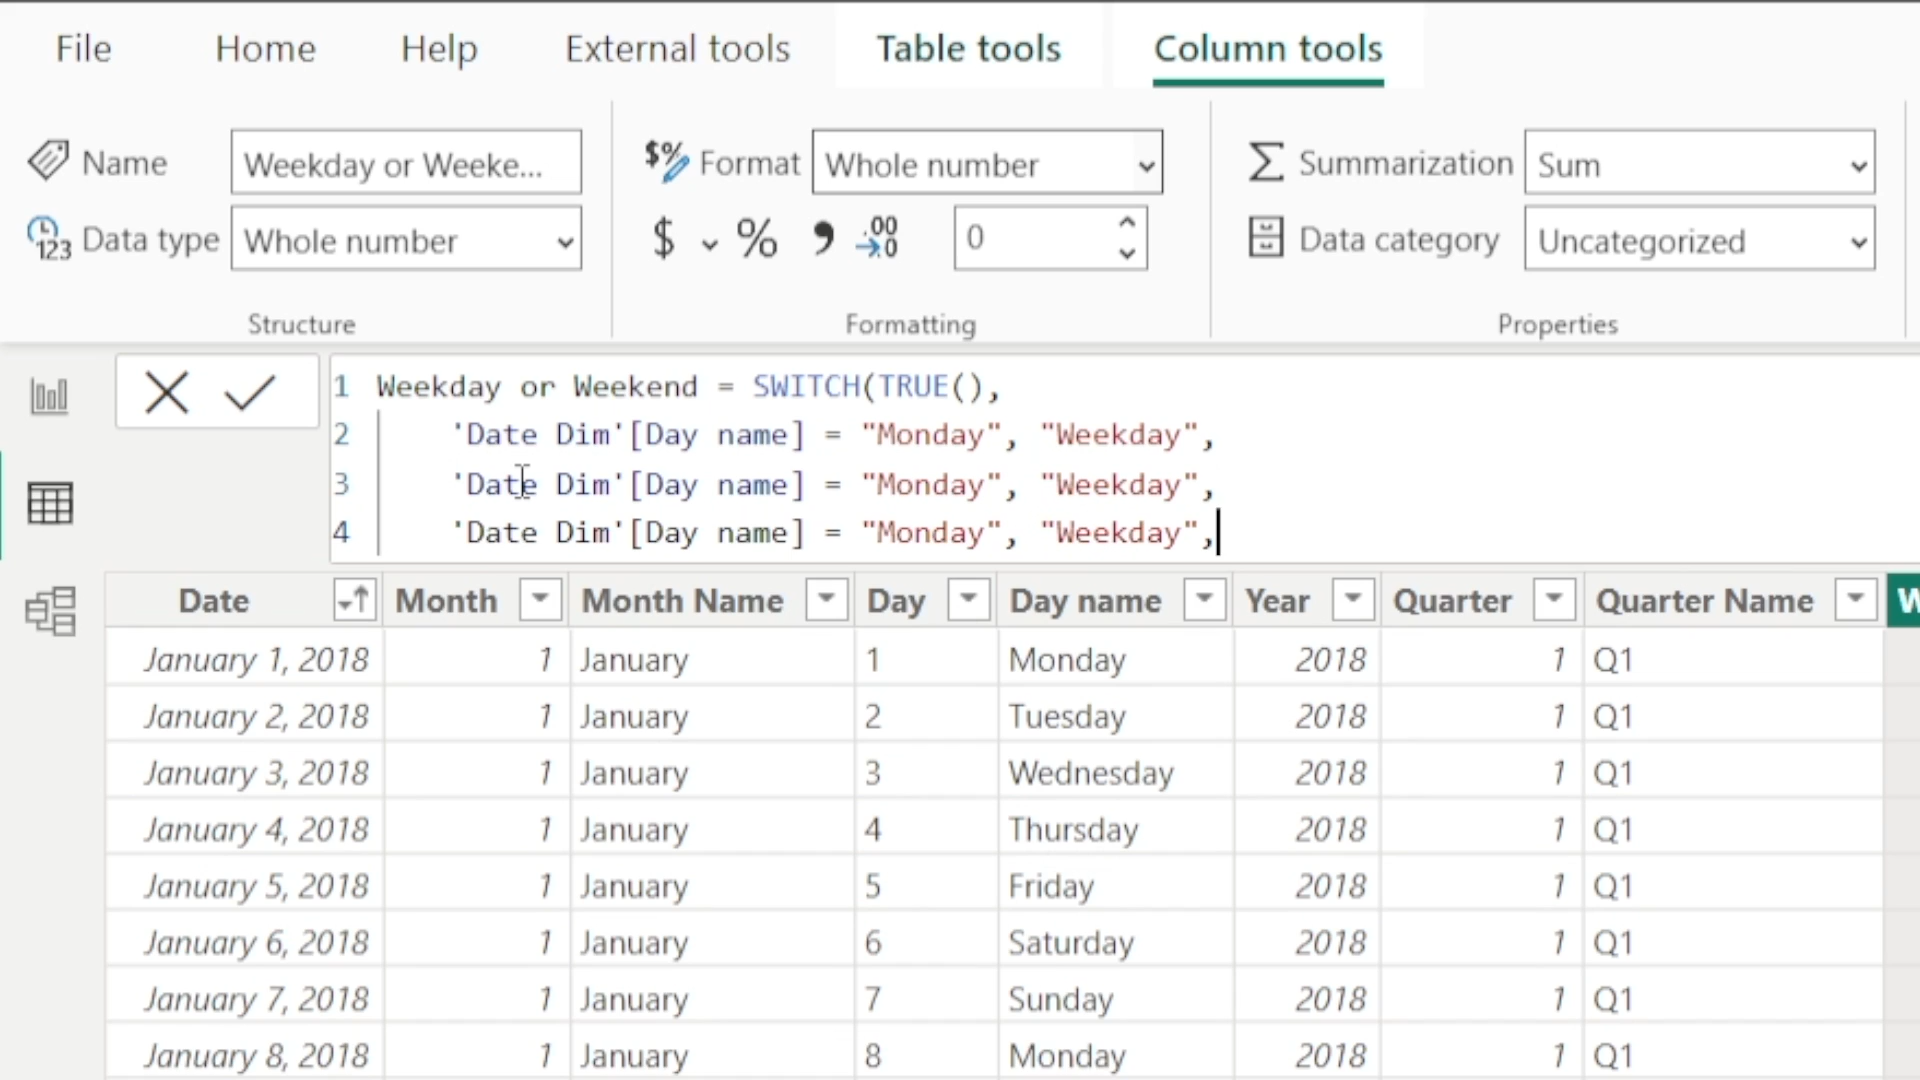 File Home Help External tools Table tools Column tools
Name Weekday or Weeke... $% Format Whole number Σ Summarization Sum
123 Data type Whole number $ % , .00 →.0 0 Data category Uncategorized
Structure Formatting Properties
1 Weekday or Weekend = SWITCH(TRUE(),
2 'Date Dim'[Day name] = "Monday", "Weekday",
3 'Date Dim'[Day name] = "Monday", "Weekday",
4 'Date Dim'[Day name] = "Monday", "Weekday",
Date Month Month Name Day Day name Year Quarter Quarter Name W
January 1, 2018 1 January 1 Monday 2018 1 Q1
January 2, 2018 1 January 2 Tuesday 2018 1 Q1
January 3, 2018 1 January 3 Wednesday 2018 1 Q1
January 4, 2018 1 January 4 Thursday 2018 1 Q1
January 5, 2018 1 January 5 Friday 2018 1 Q1
January 6, 2018 1 January 6 Saturday 2018 1 Q1
January 7, 2018 1 January 7 Sunday 2018 1 Q1
January 8, 2018 1 January 8 Monday 2018 1 Q1